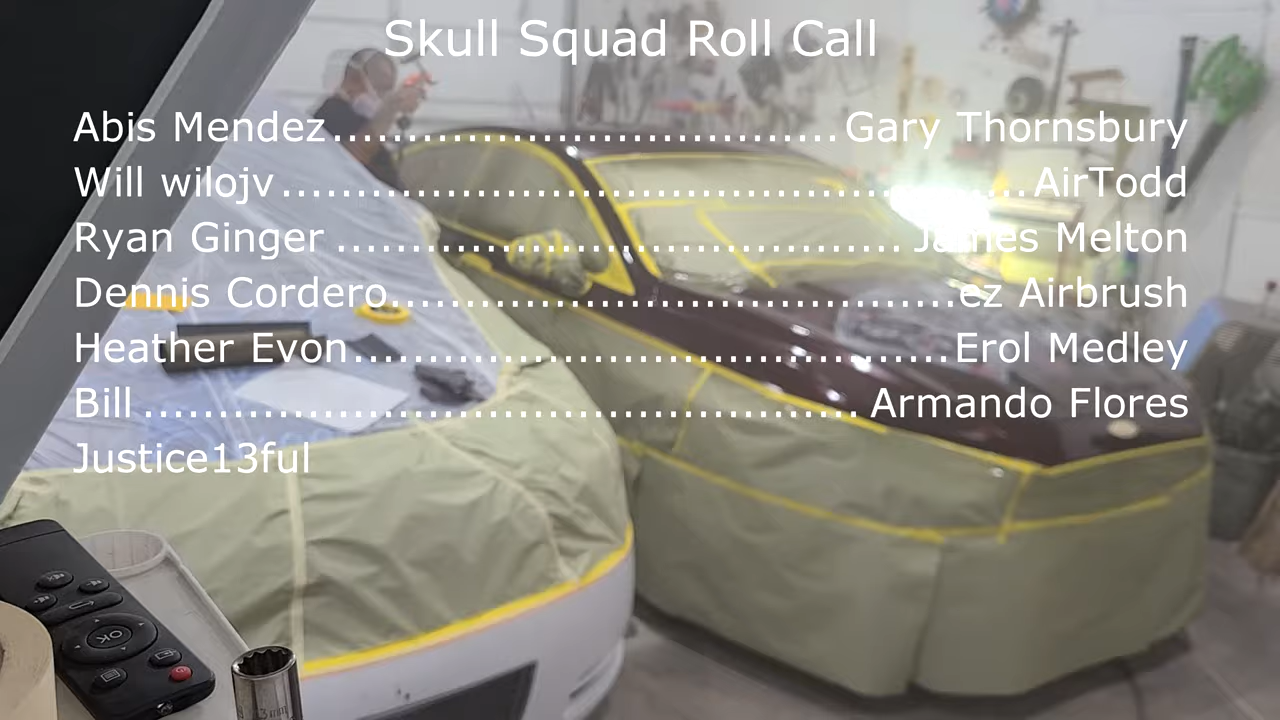 Skull Squad Roll Call
Abis Mendez................................Gary Thornsbury
Will wilojv...............................................AirTodd
Ryan Ginger ....................................James Melton
Dennis Cordero....................................ez Airbrush
Heather Evon......................................Erol Medley
Bill..............................................Armando Flores
Justice13ful
OK